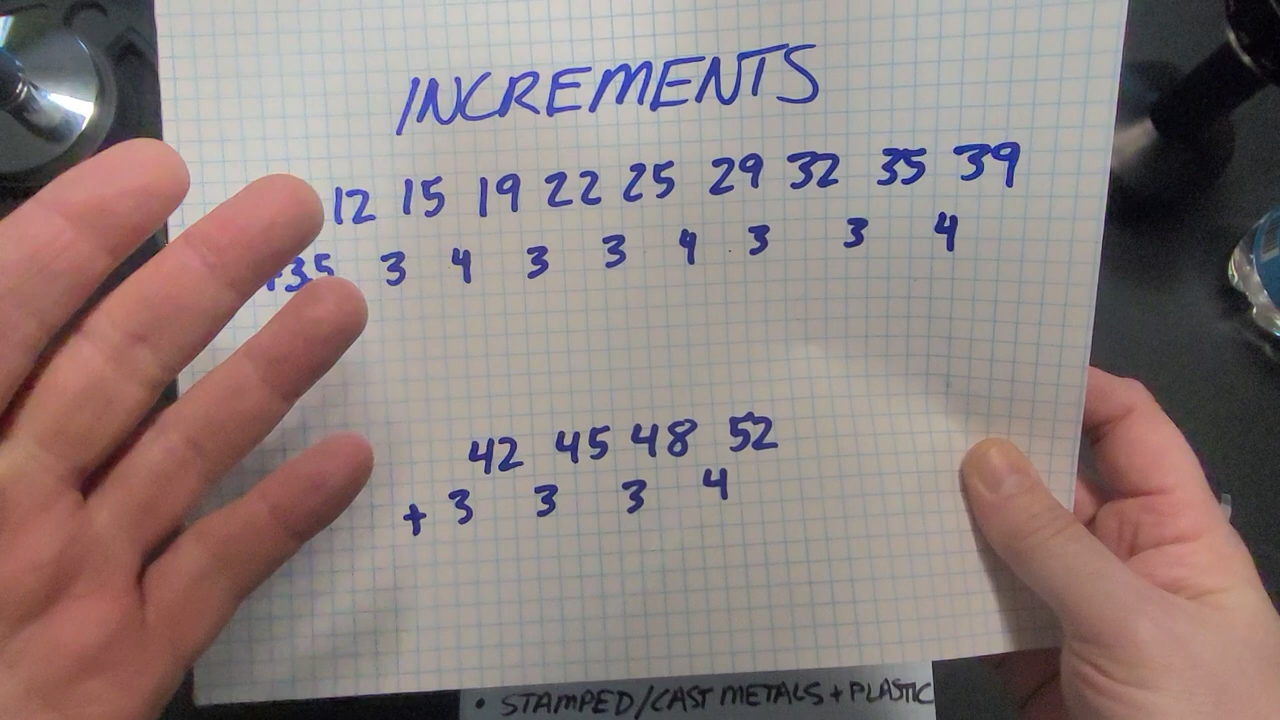 INCREMENTS
12 15 19 22 25 29 32 35 39
+35 3 4 3 3 4 3 3 4
42 45 48 52
+ 3 3 3 4
• STAMPED/CAST METALS + PLASTIC